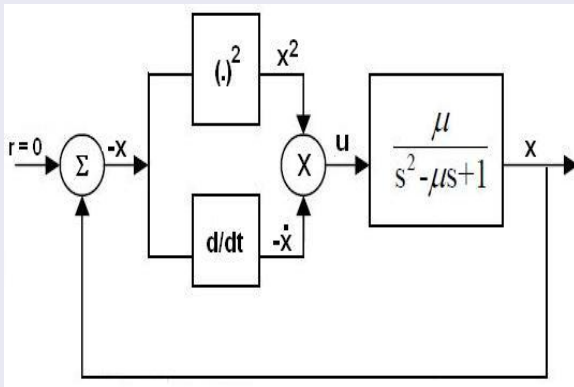 (.)²
x²
r = 0
Σ
-x
X
u
μ
s²-μs+1
x
d/dt
-ẋ